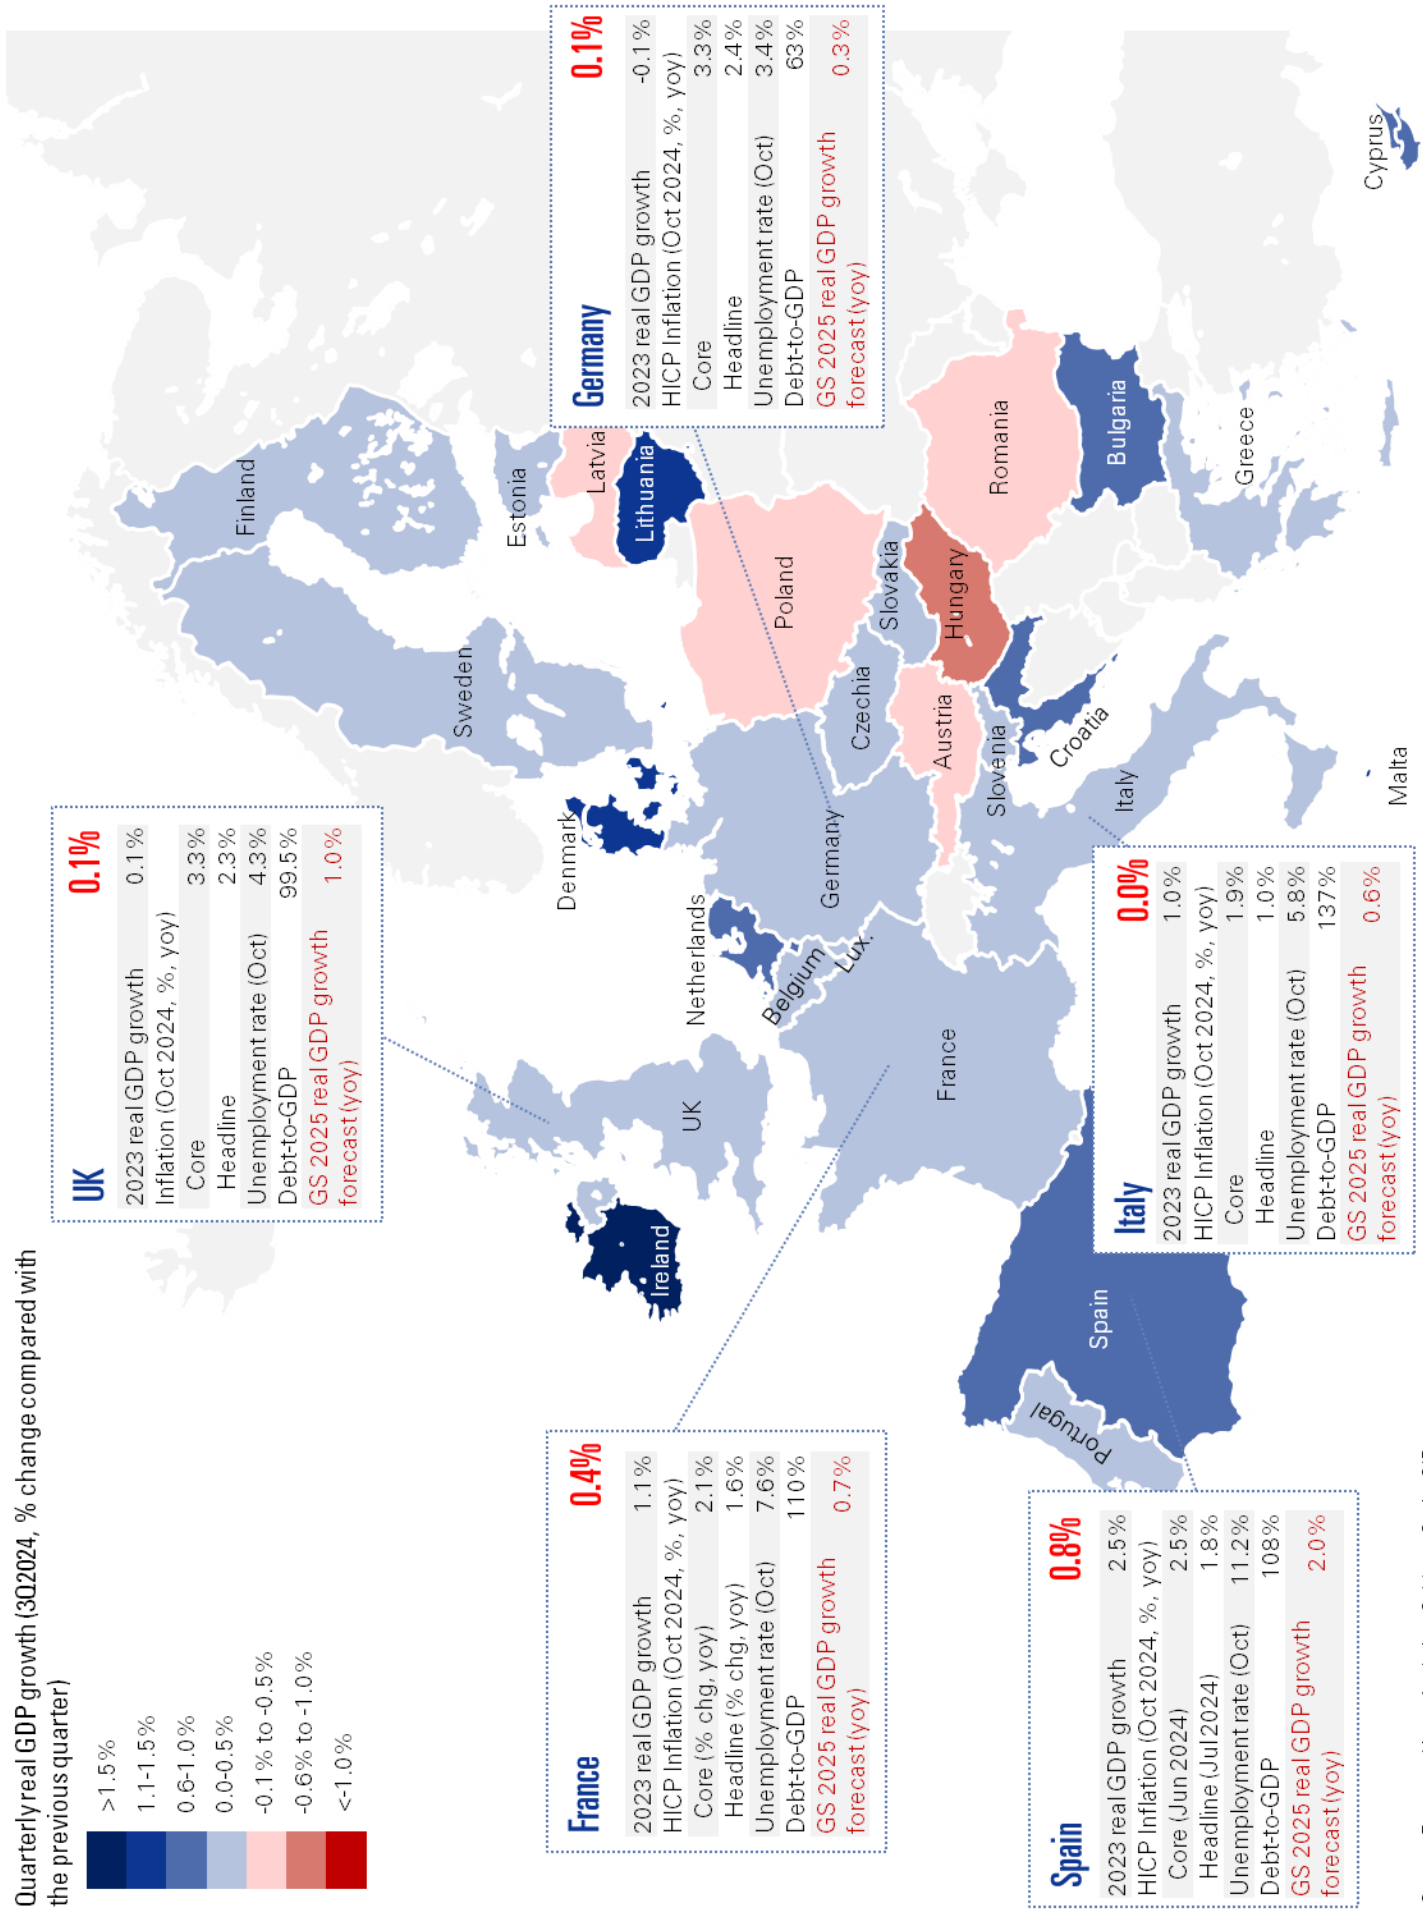 Quarterly real GDP growth (3Q2024, % change compared with
the previous quarter)
>1.5%
1.1-1.5%
0.6-1.0%
0.0-0.5%
-0.1% to -0.5%
-0.6% to -1.0%
<-1.0%
UK 0.1%
2023 real GDP growth 0.1%
Inflation (Oct 2024, %, yoy)
Core 3.3%
Headline 2.3%
Unemployment rate (Oct) 4.3%
Debt-to-GDP 99.5%
GS 2025 real GDP growth
forecast (yoy) 1.0%
France 0.4%
2023 real GDP growth 1.1%
HICP Inflation (Oct 2024, %, yoy)
Core (% chg, yoy) 2.1%
Headline (% chg, yoy) 1.6%
Unemployment rate (Oct) 7.6%
Debt-to-GDP 110%
GS 2025 real GDP growth
forecast (yoy) 0.7%
Germany 0.1%
2023 real GDP growth -0.1%
HICP Inflation (Oct 2024, %, yoy)
Core 3.3%
Headline 2.4%
Unemployment rate (Oct) 3.4%
Debt-to-GDP 63%
GS 2025 real GDP growth
forecast (yoy) 0.3%
Spain 0.8%
2023 real GDP growth 2.5%
HICP Inflation (Oct 2024, %, yoy)
Core (Jun 2024) 2.5%
Headline (Jul 2024) 1.8%
Unemployment rate (Oct) 11.2%
Debt-to-GDP 108%
GS 2025 real GDP growth
forecast (yoy) 2.0%
Italy 0.0%
2023 real GDP growth 1.0%
HICP Inflation (Oct 2024, %, yoy)
Core 1.9%
Headline 1.0%
Unemployment rate (Oct) 5.8%
Debt-to-GDP 137%
GS 2025 real GDP growth
forecast (yoy) 0.6%
Finland
Sweden
Estonia
Latvia
Lithuania
Denmark
Ireland
UK
Netherlands
Belgium
Lux.
Germany
Poland
Czechia
Slovakia
Austria
Hungary
Slovenia
Croatia
Romania
Bulgaria
France
Spain
Portugal
Italy
Greece
Malta
Cyprus